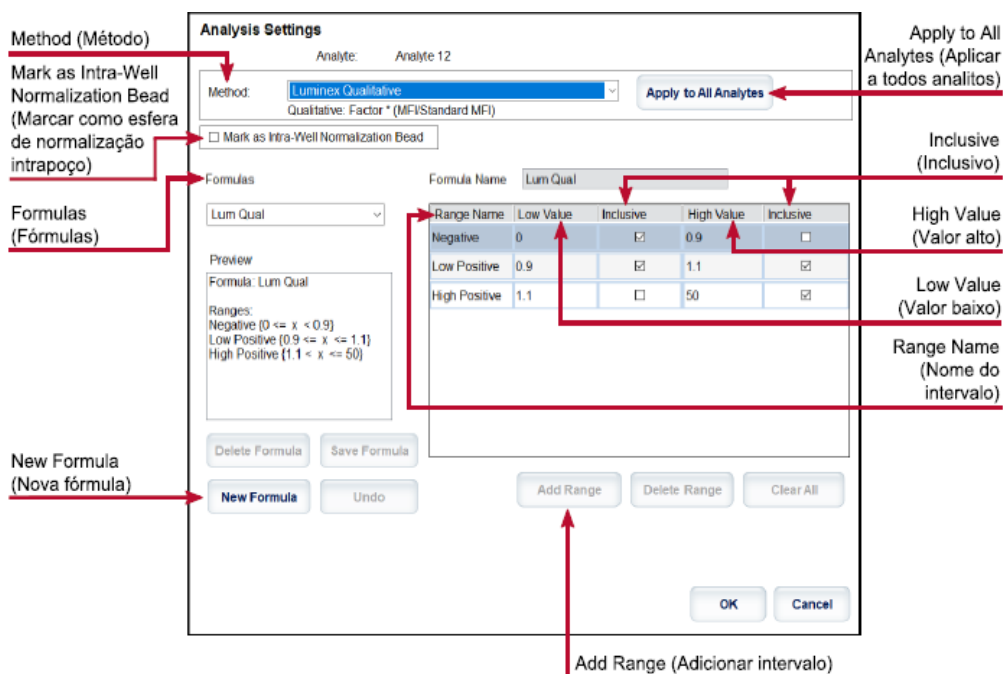 Method (Método)
Mark as Intra-Well
Normalization Bead
(Marcar como esfera
de normalização
intrapoço)
Formulas
(Fórmulas)
New Formula
(Nova fórmula)
Analysis Settings
Analyte: Analyte 12
Method: Luminex Qualitative Apply to All Analytes
Qualitative: Factor * (MFI/Standard MFI)
Mark as Intra-Well Normalization Bead
Formulas Formula Name Lum Qual
Lum Qual
Range Name Low Value Inclusive High Value Inclusive
Negative 0 0.9
Low Positive 0.9 1.1
High Positive 1.1 50
Preview
Formula: Lum Qual
Ranges:
Negative {0 <= x < 0.9}
Low Positive {0.9 <= x <= 1.1}
High Positive {1.1 < x <= 50}
Delete Formula Save Formula
New Formula Undo
Add Range Delete Range Clear All
OK Cancel
Apply to All
Analytes (Aplicar
a todos analitos)
Inclusive
(Inclusivo)
High Value
(Valor alto)
Low Value
(Valor baixo)
Range Name
(Nome do
intervalo)
Add Range (Adicionar intervalo)